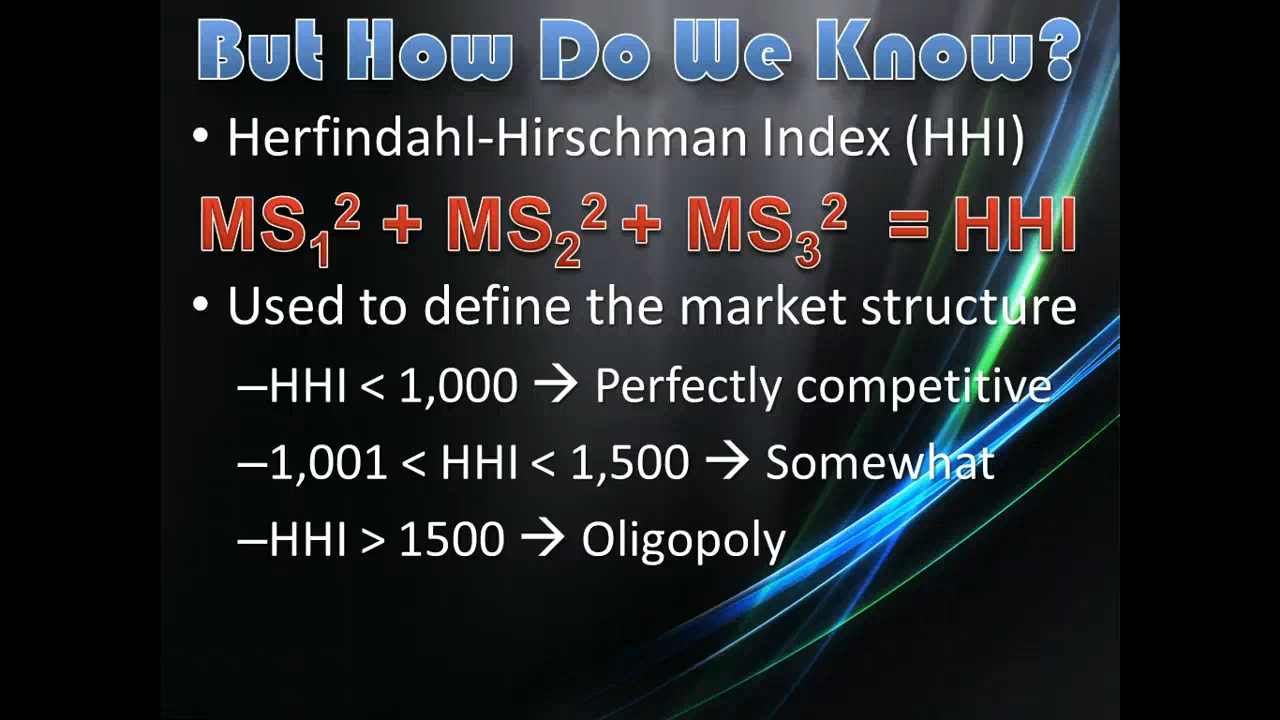 But How Do We Know?
• Herfindahl-Hirschman Index (HHI)
MS₁² + MS₂² + MS₃² = HHI
• Used to define the market structure
–HHI < 1,000 → Perfectly competitive
–1,001 < HHI < 1,500 → Somewhat
–HHI > 1500 → Oligopoly